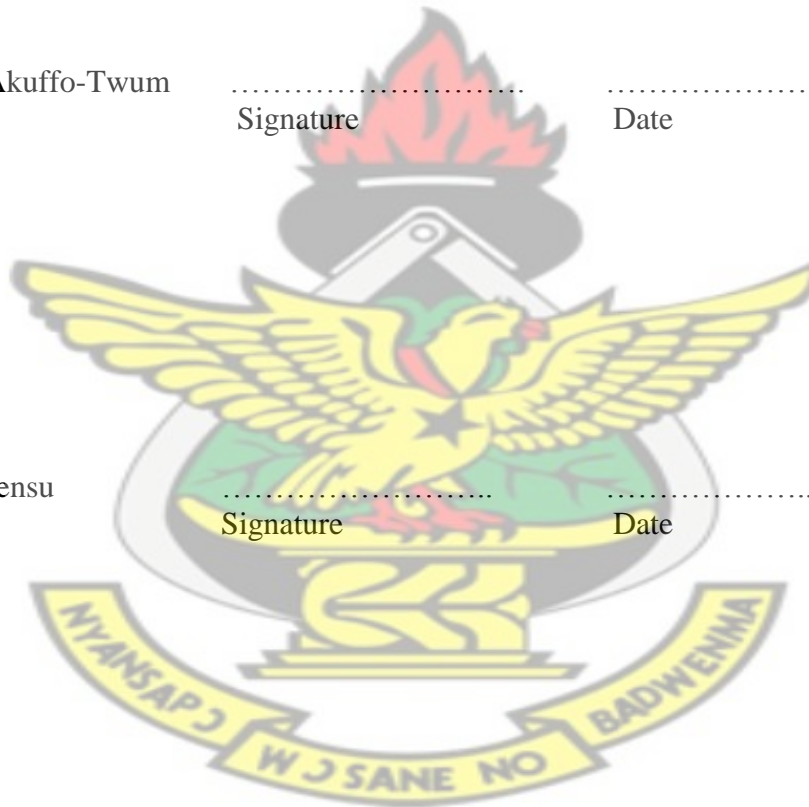 Akuffo-Twum ………………………. ………………….
Signature Date
ensu …………………….. ………………….
Signature Date
NYANSAPƆ WƆSANE NO BADWENMA